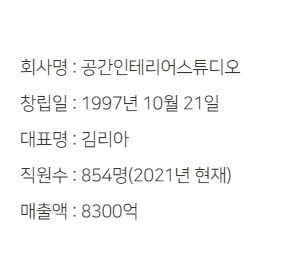 회사명 : 공간인테리어스튜디오
창립일 : 1997년 10월 21일
대표명 : 김리아
직원수 : 854명(2021년 현재)
매출액 : 8300억